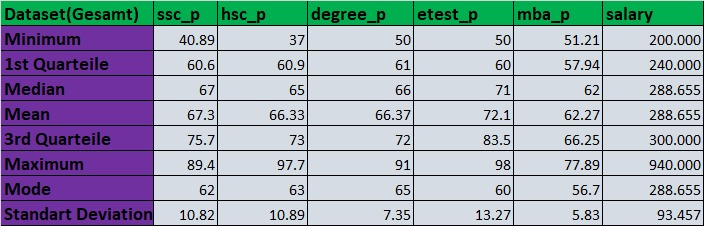 Dataset(Gesamt) ssc_p hsc_p degree_p etest_p mba_p salary
Minimum 40.89 37 50 50 51.21 200.000
1st Quarteile 60.6 60.9 61 60 57.94 240.000
Median 67 65 66 71 62 288.655
Mean 67.3 66.33 66.37 72.1 62.27 288.655
3rd Quarteile 75.7 73 72 83.5 66.25 300.000
Maximum 89.4 97.7 91 98 77.89 940.000
Mode 62 63 65 60 56.7 288.655
Standart Deviation 10.82 10.89 7.35 13.27 5.83 93.457